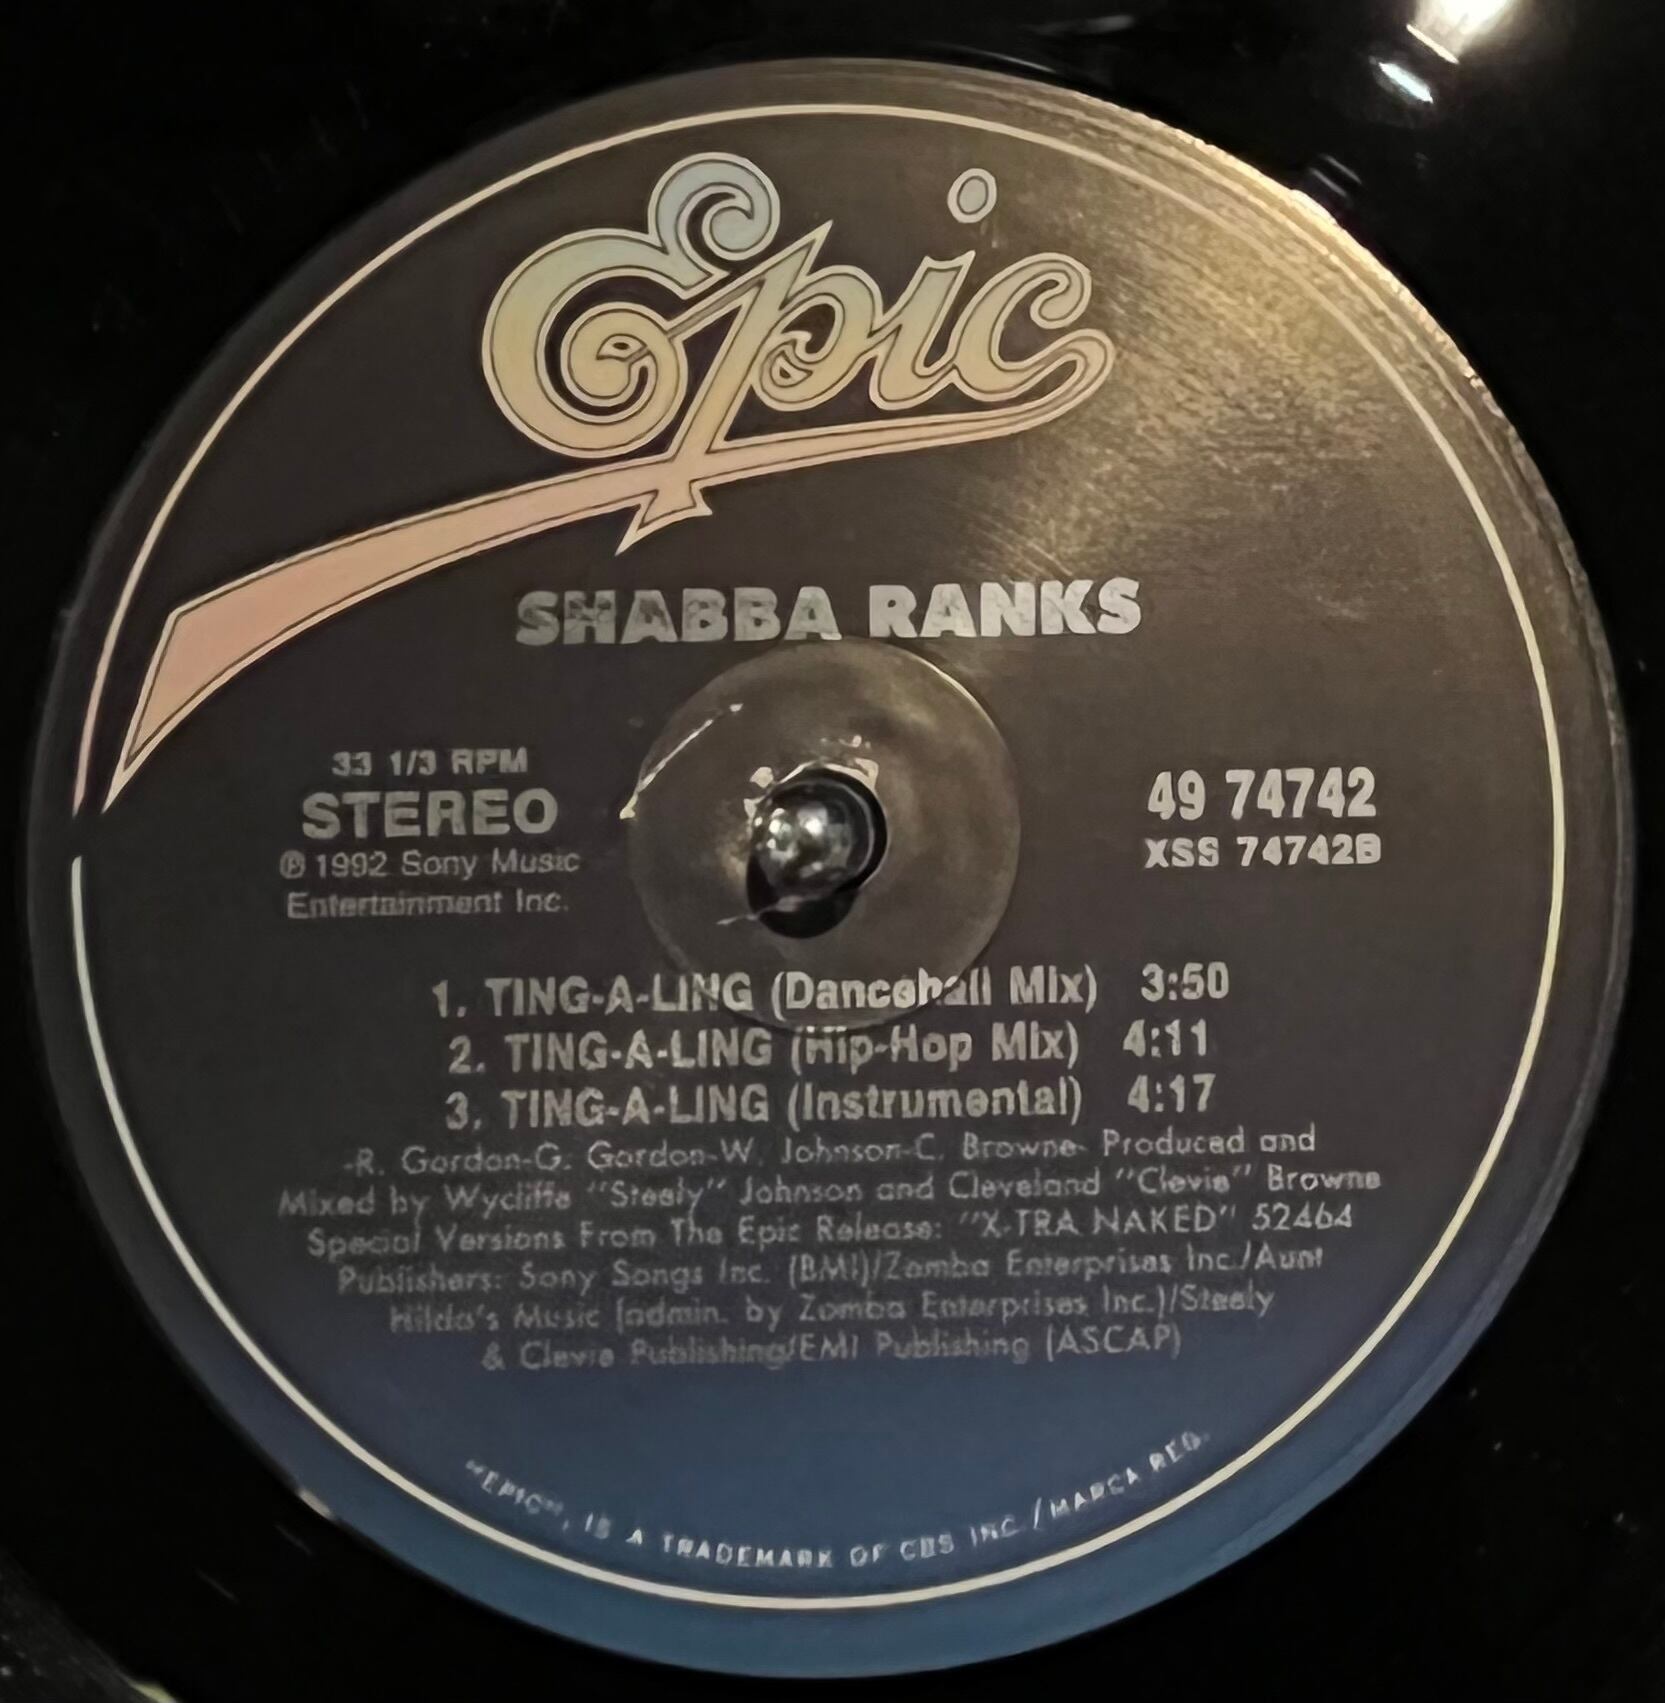 Epic
SHABBA RANKS
33 1/3 RPM
STEREO
℗ 1992 Sony Music
Entertainment Inc.
49 74742
XSS 74742B
1. TING-A-LING (Dancehall Mix) 3:50
2. TING-A-LING (Hip-Hop Mix) 4:11
3. TING-A-LING (Instrumental) 4:17
-R. Gordon-G. Gordon-W. Johnson-C. Browne- Produced and
Mixed by Wycliffe "Steely" Johnson and Cleveland "Clevie" Browne
Special Versions From The Epic Release: "X-TRA NAKED" 52464
Publishers: Sony Songs Inc. (BMI)/Zomba Enterprises Inc./Aunt
Hilda's Music (admin. by Zomba Enterprises Inc.)/Steely
& Clevie Publishing/EMI Publishing (ASCAP)
"EPIC", IS A TRADEMARK OF CBS INC./MARCA REG.